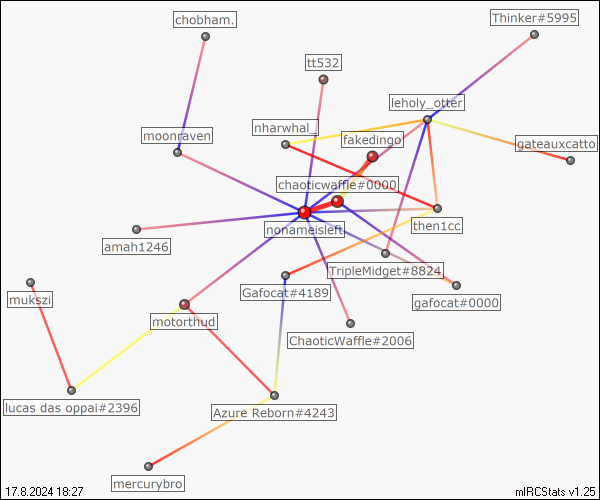 chobham.
Thinker#5995
tt532
leholy_otter
nharwhal_
moonraven
fakedingo
gateauxcatto
chaoticwaffle#0000
nonameisleft
then1cc
amah1246
TripleMidget#8824
mukszi
Gafocat#4189
gafocat#0000
motorthud
ChaoticWaffle#2006
lucas das oppai#2396
Azure Reborn#4243
mercurybro
17.8.2024 18:27
mIRCStats v1.25